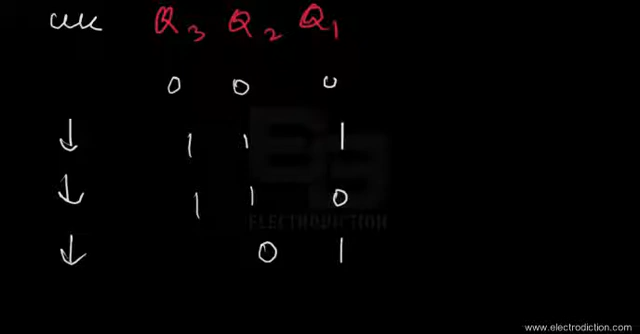 CLK Q3 Q2 Q1
0 0 0
↓ 1 1 1
↓ 1 1 0
ELECTRODICTION
↓ 0 1
www.electrodiction.com